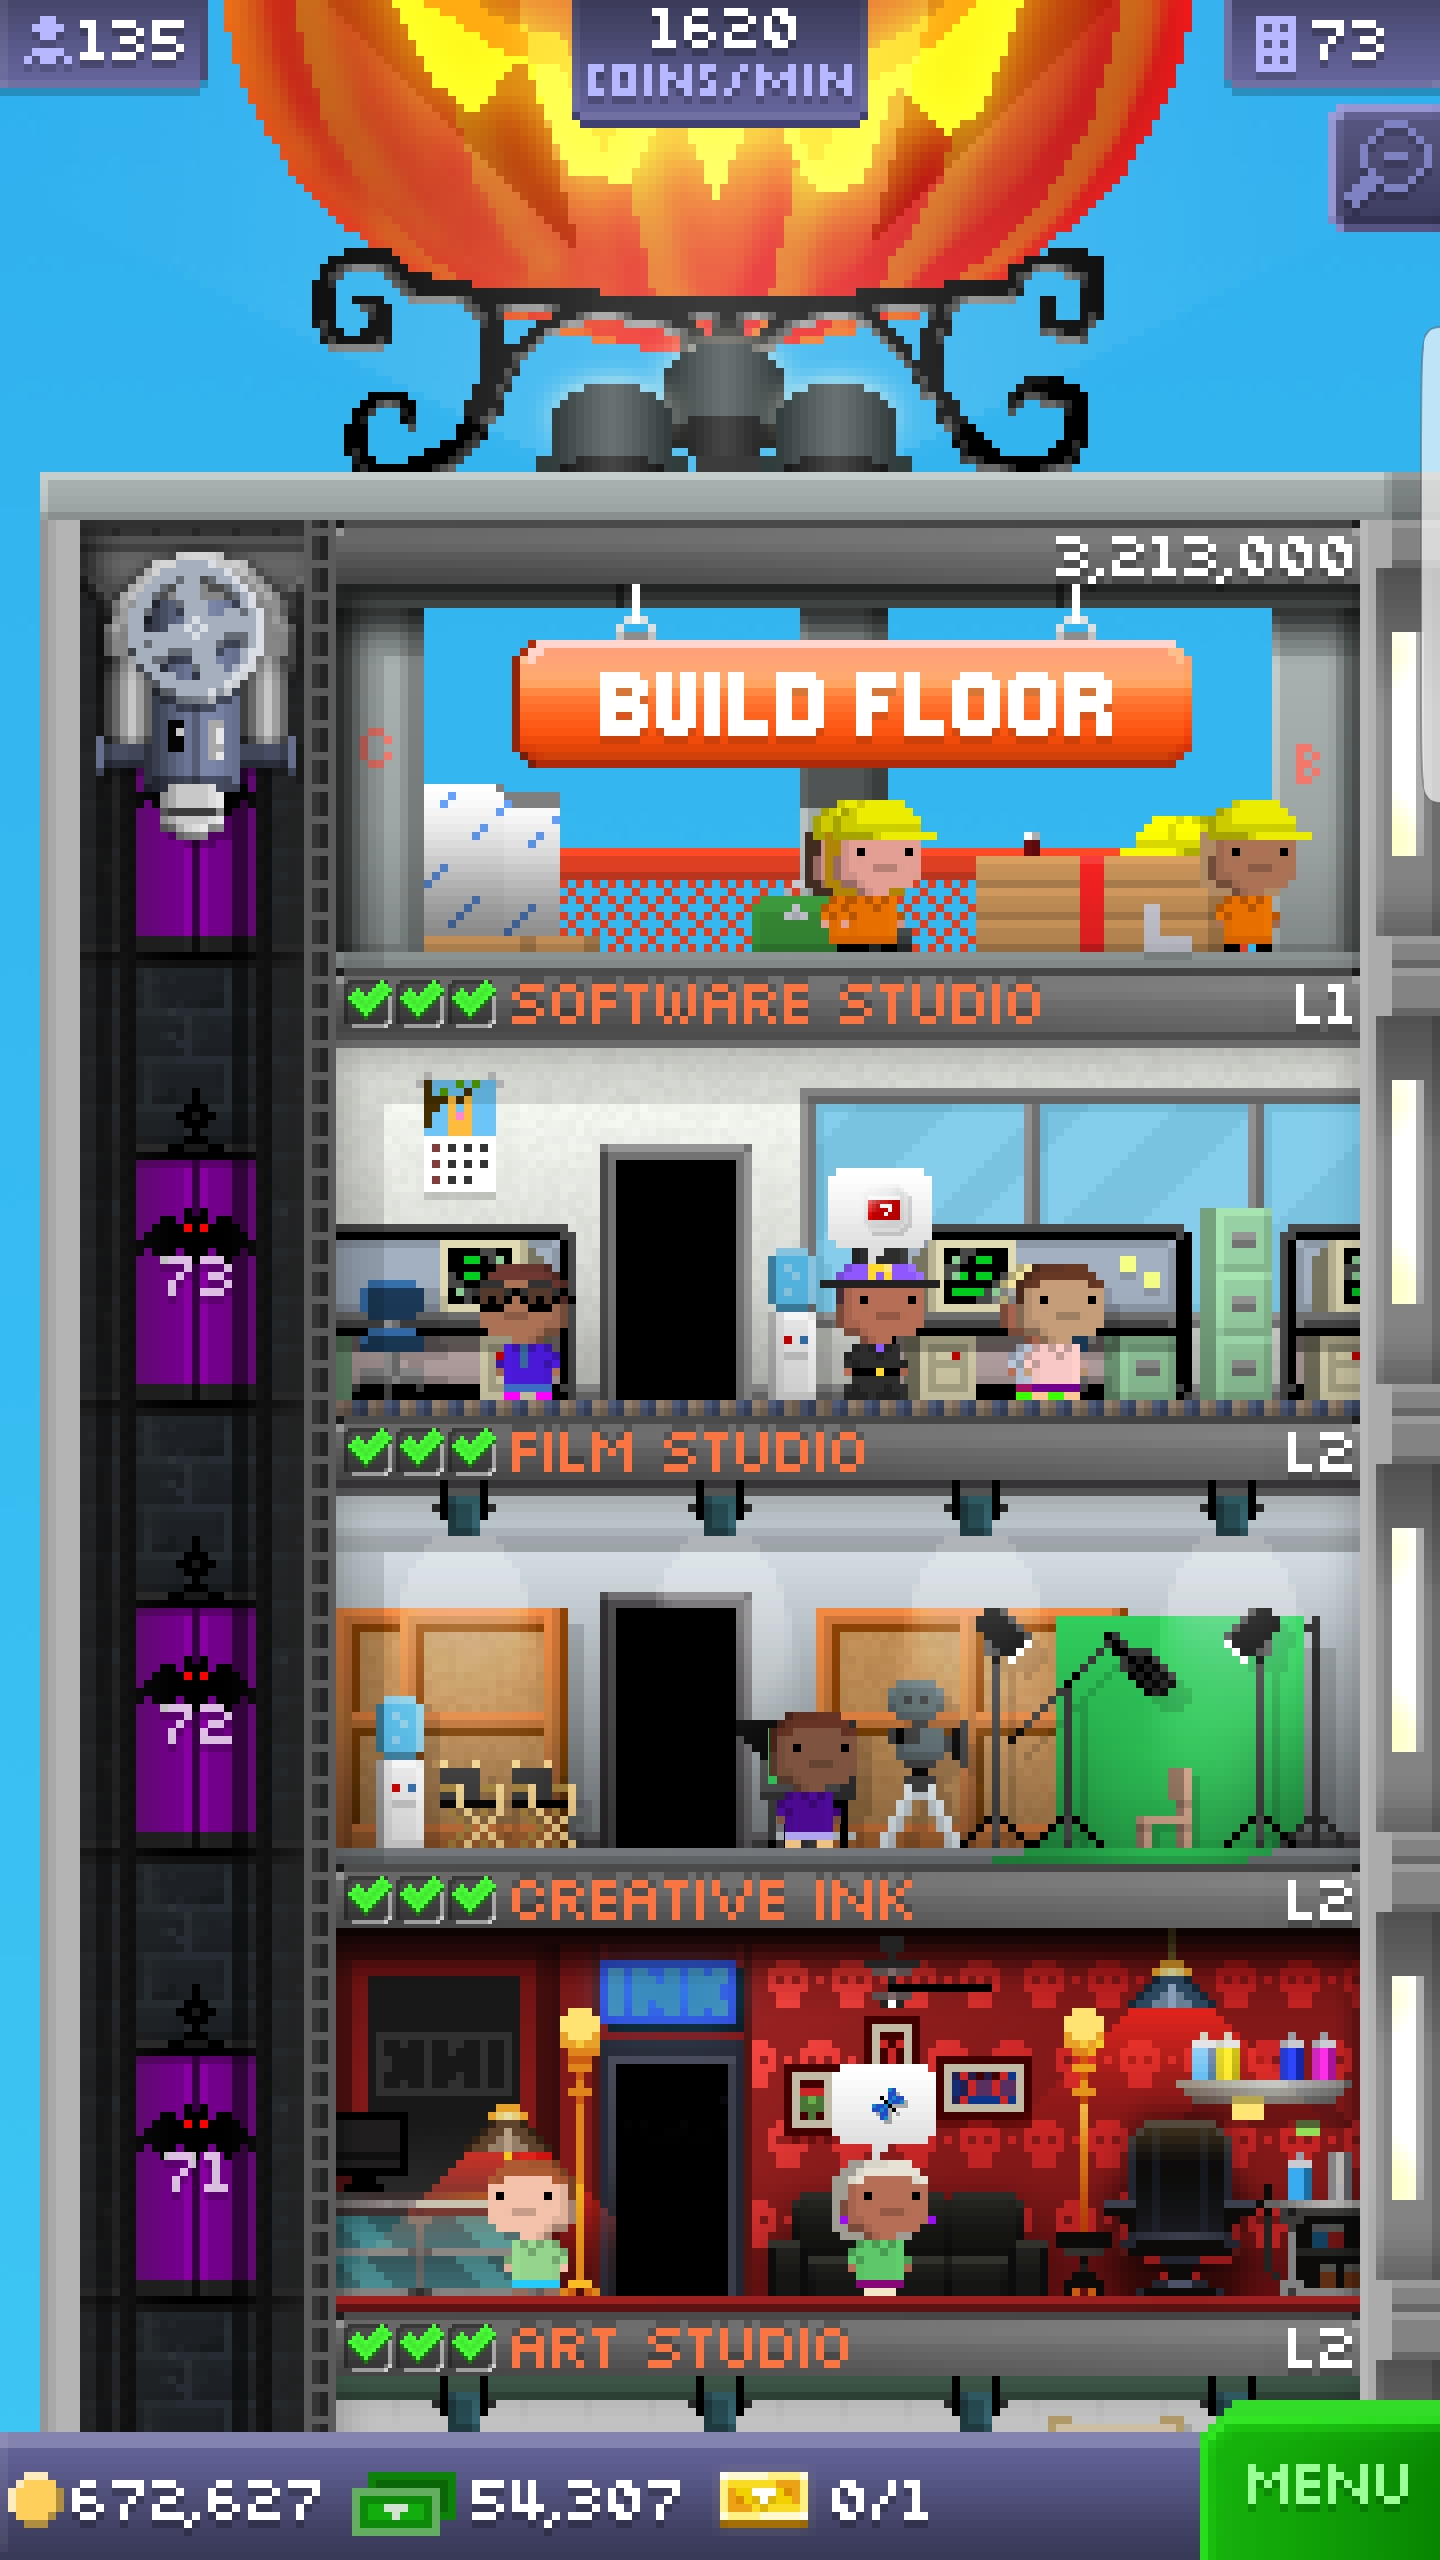 135
1620
COINS/MIN
73
3,213,000
BUILD FLOOR
C
B
SOFTWARE STUDIO
L1
73
FILM STUDIO
L2
72
CREATIVE INK
L2
INK
71
ART STUDIO
L2
672,627
54,307
0/1
MENU